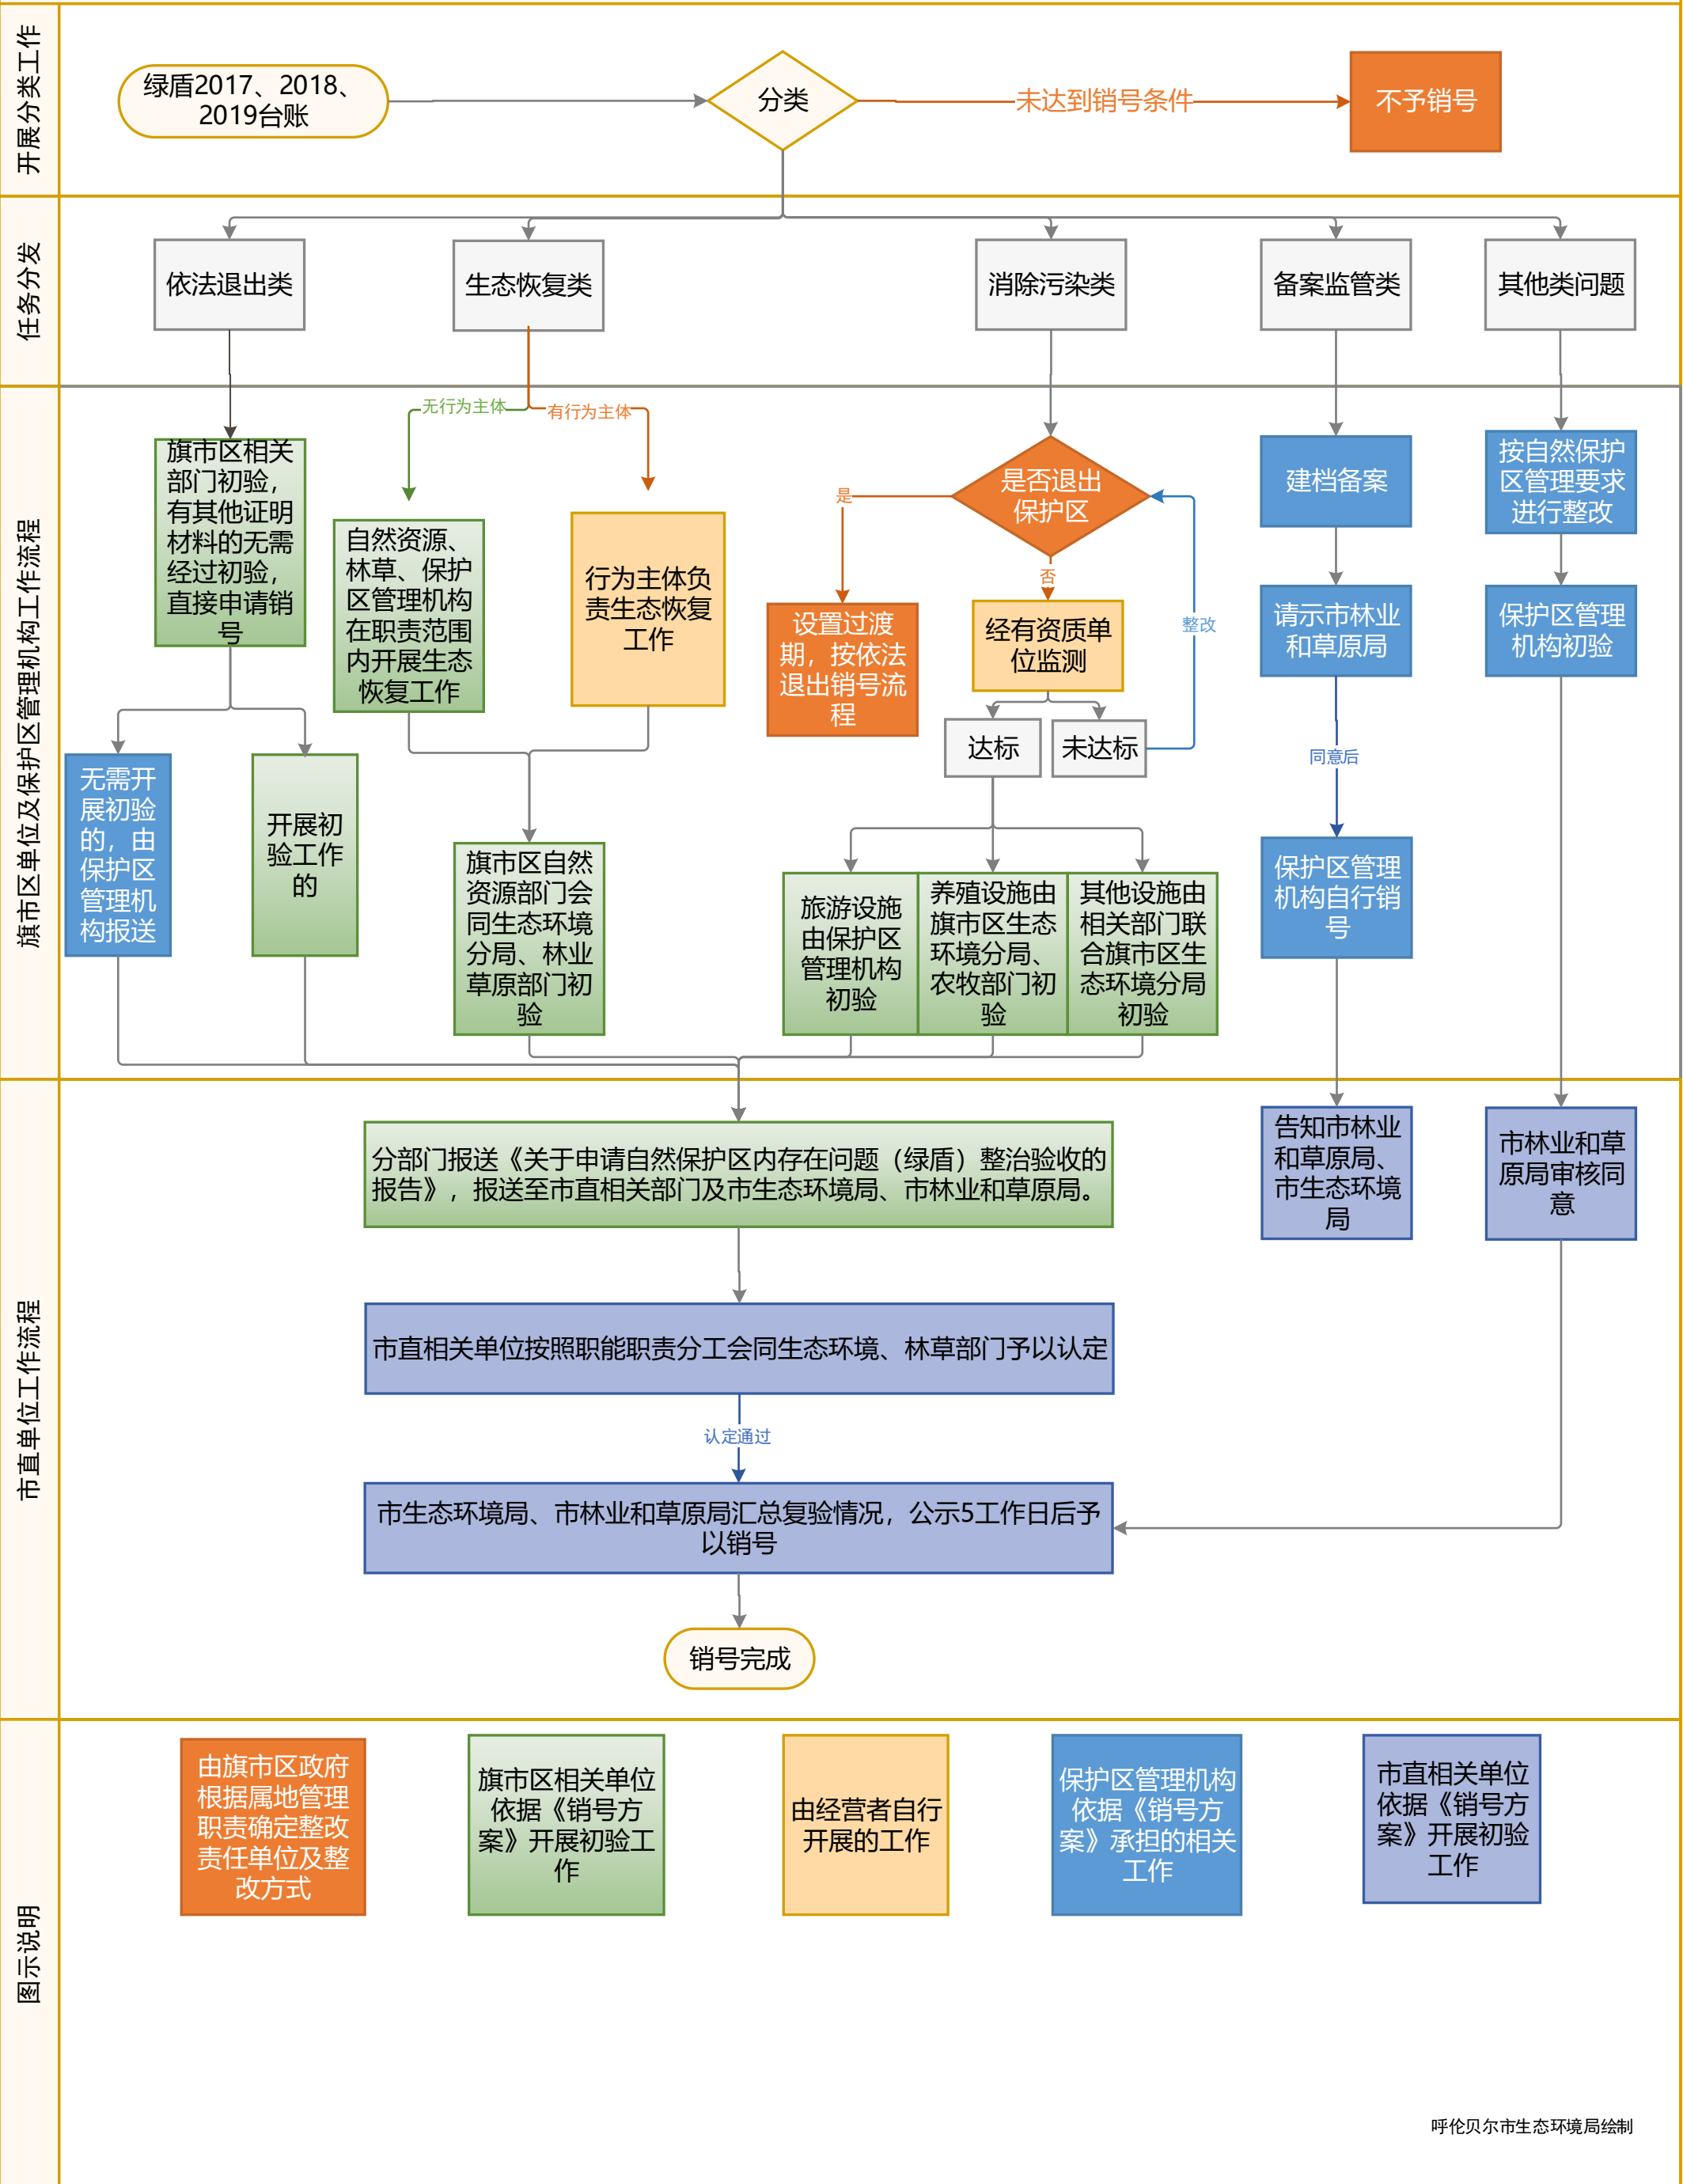 开展分类工作
绿盾2017、2018、
2019台账
分类
未达到销号条件
不予销号
任务分发
依法退出类
生态恢复类
消除污染类
备案监管类
其他类问题
旗市区单位及保护区管理机构工作流程
旗市区相关
部门初验，
有其他证明
材料的无需
经过初验，
直接申请销
号
无行为主体
有行为主体
自然资源、
林草、保护
区管理机构
在职责范围
内开展生态
恢复工作
行为主体负
责生态恢复
工作
是否退出
保护区
是
否
整改
设置过渡
期，按依法
退出销号流
程
经有资质单
位监测
达标
未达标
建档备案
请示市林业
和草原局
同意后
保护区管理
机构自行销
号
按自然保护
区管理要求
进行整改
保护区管理
机构初验
无需开
展初验
的，由
保护区
管理机
构报送
开展初
验工作
的
旗市区自然
资源部门会
同生态环境
分局、林业
草原部门初
验
旅游设施
由保护区
管理机构
初验
养殖设施由
旗市区生态
环境分局、
农牧部门初
验
其他设施由
相关部门联
合旗市区生
态环境分局
初验
市直单位工作流程
分部门报送《关于申请自然保护区内存在问题（绿盾）整治验收的
报告》，报送至市直相关部门及市生态环境局、市林业和草原局。
告知市林业
和草原局、
市生态环境
局
市林业和草
原局审核同
意
市直相关单位按照职能职责分工会同生态环境、林草部门予以认定
认定通过
市生态环境局、市林业和草原局汇总复验情况，公示5工作日后予
以销号
销号完成
图示说明
由旗市区政府
根据属地管理
职责确定整改
责任单位及整
改方式
旗市区相关单位
依据《销号方
案》开展初验工
作
由经营者自行
开展的工作
保护区管理机构
依据《销号方
案》承担的相关
工作
市直相关单位
依据《销号方
案》开展初验
工作
呼伦贝尔市生态环境局绘制